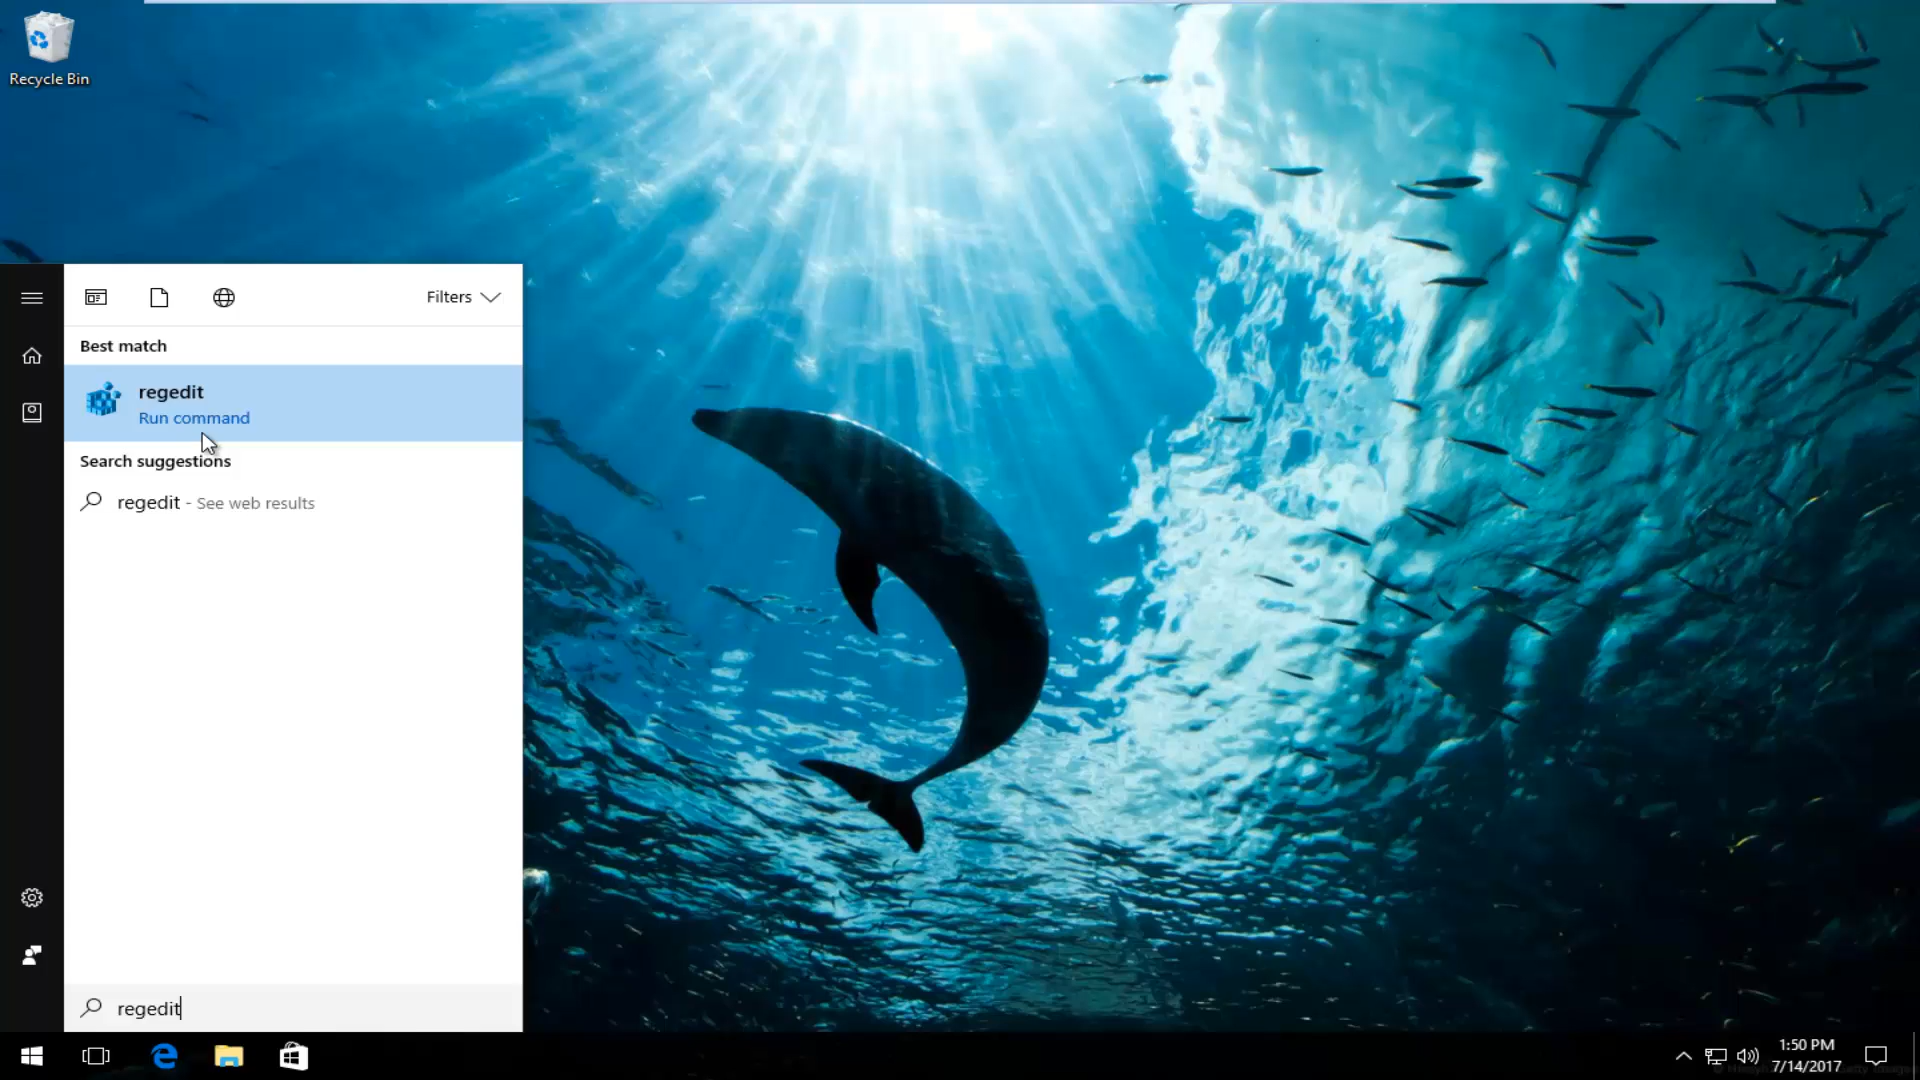 Recycle Bin
Filters
Best match
regedit
Run command
Search suggestions
regedit - See web results
regedit
1:50 PM
7/14/2017